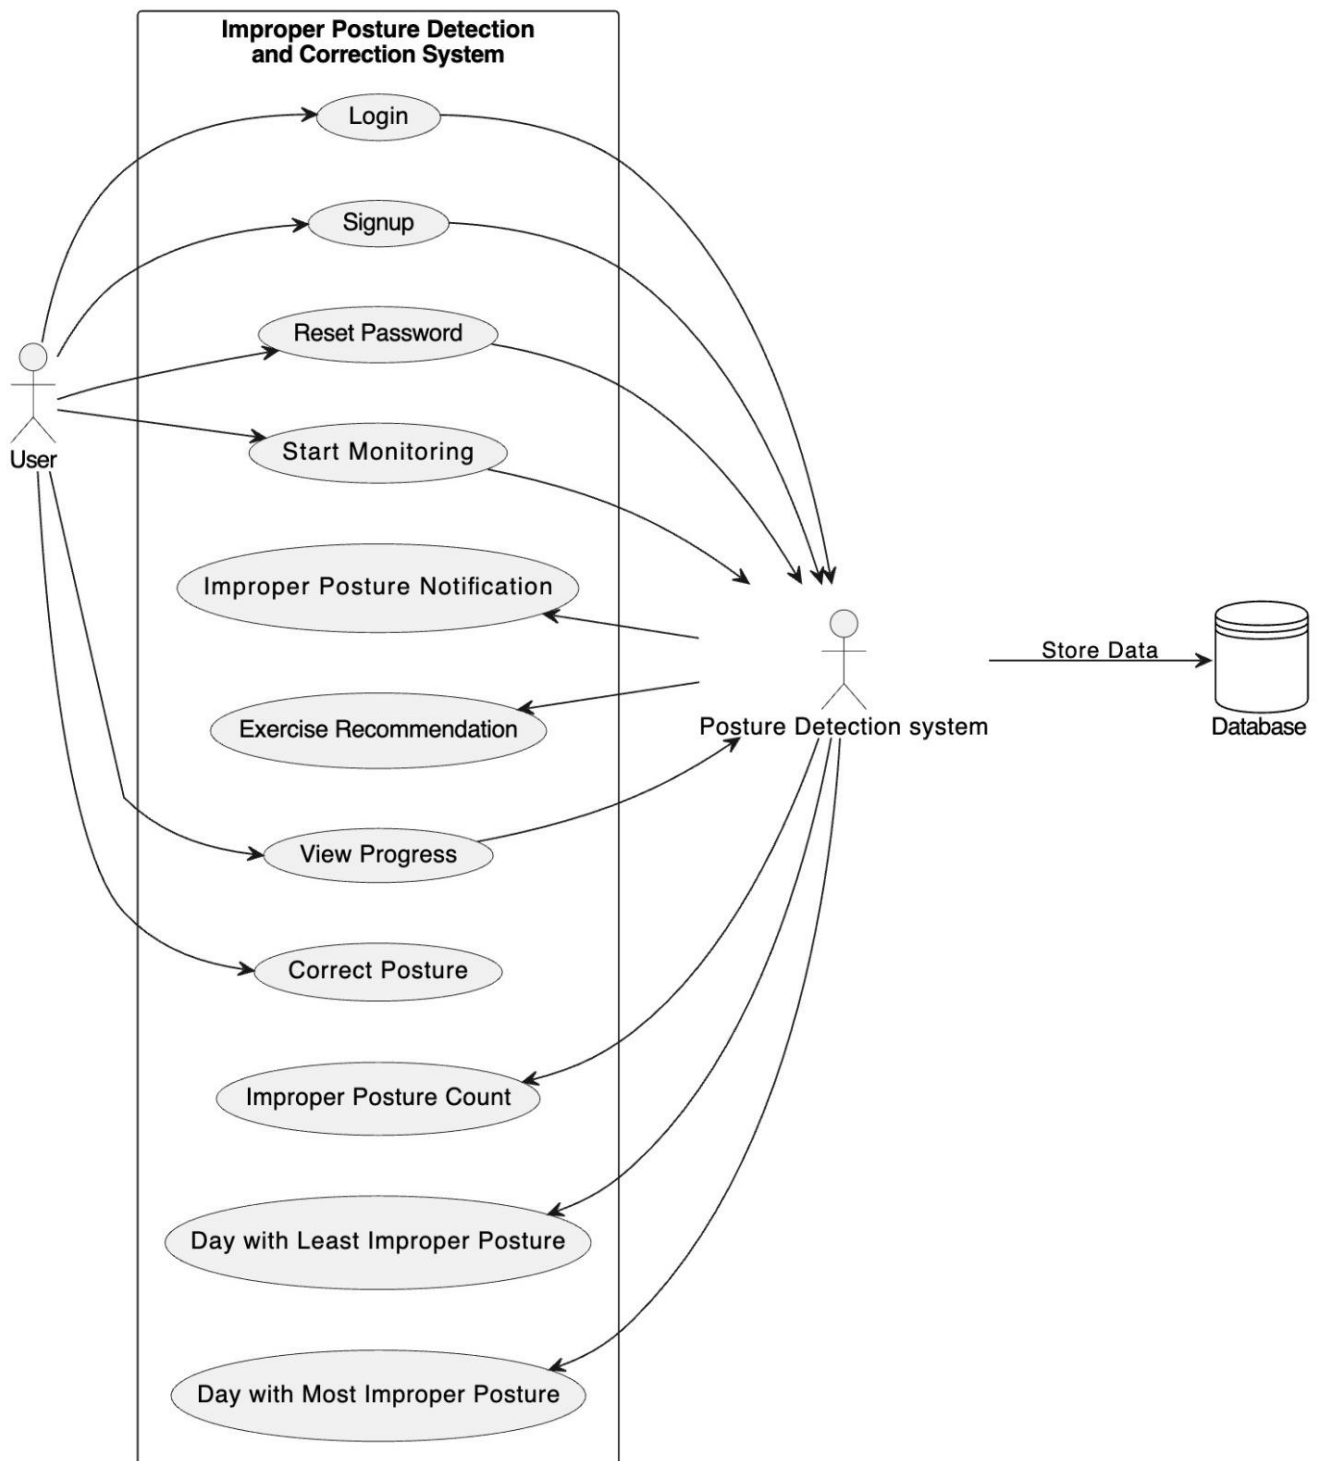 Improper Posture Detection
and Correction System
Login
Signup
Reset Password
Start Monitoring
User
Improper Posture Notification
Store Data
Exercise Recommendation
Posture Detection system
Database
View Progress
Correct Posture
Improper Posture Count
Day with Least Improper Posture
Day with Most Improper Posture